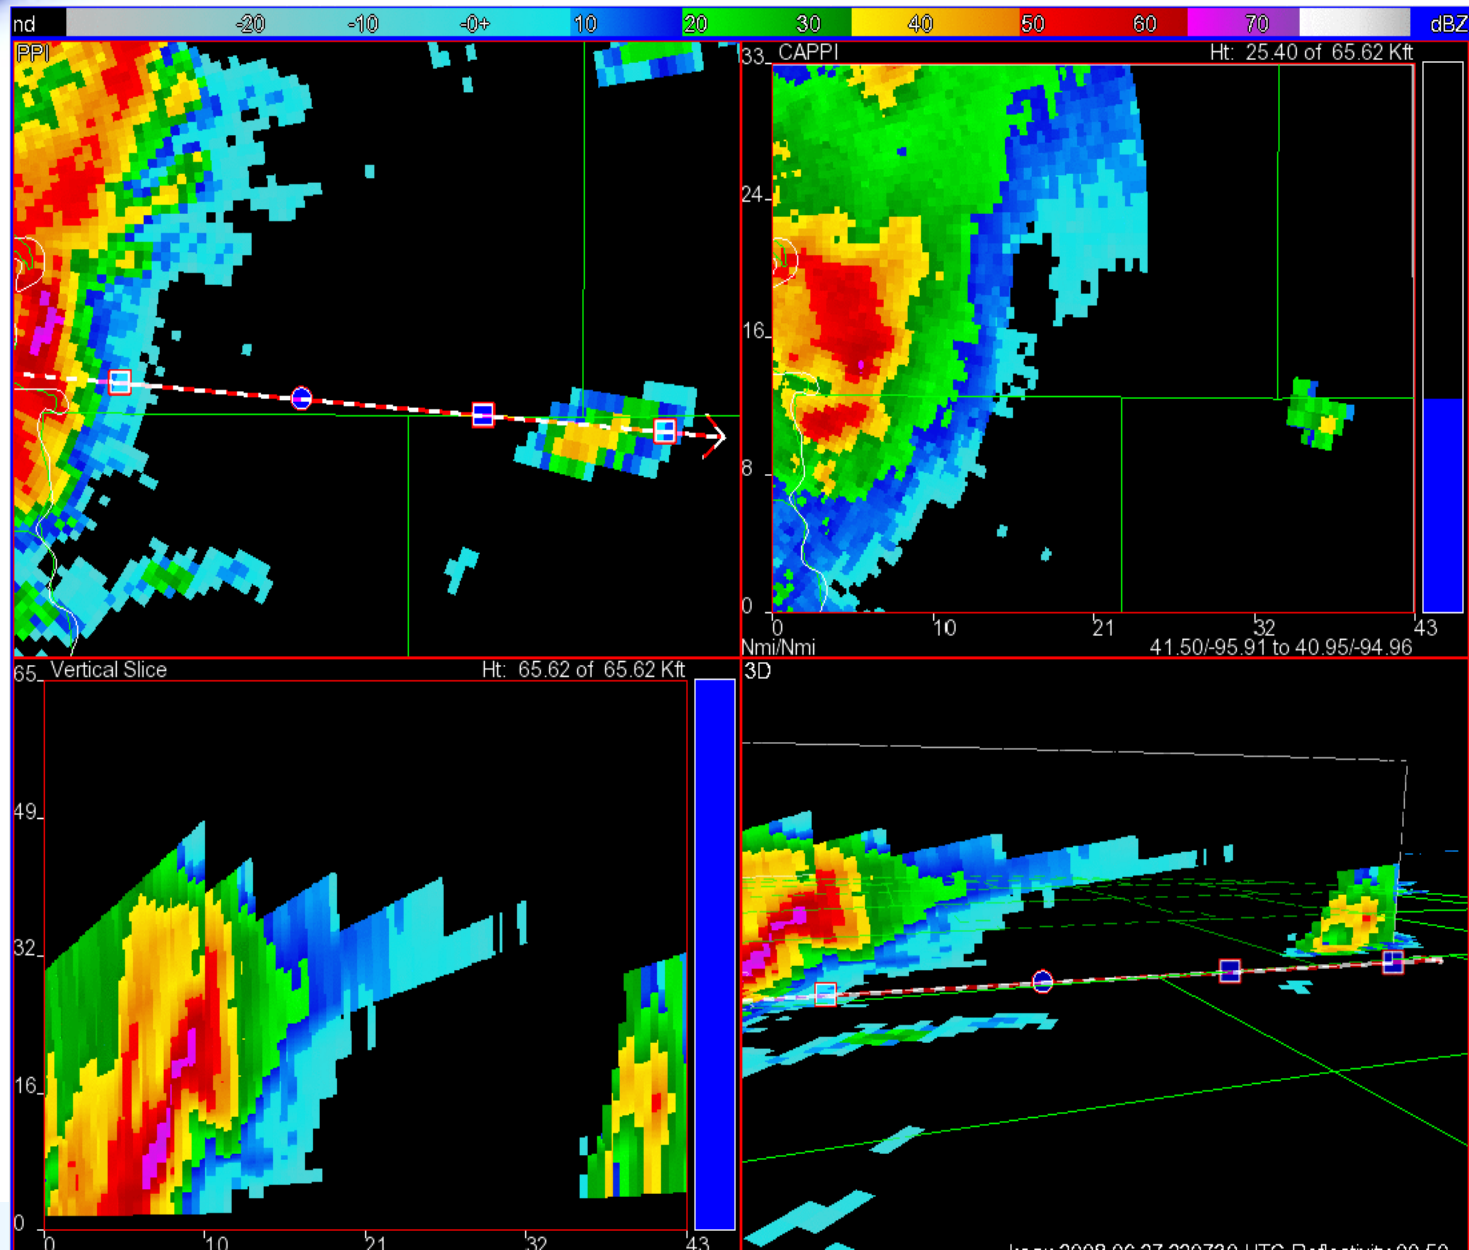 nd -20 -10 -0+ 10 20 30 40 50 60 70 dBZ
PPI
33 CAPPI Ht: 25.40 of 65.62 Kft
24
16
8
0
0 10 21 32 43
Nmi/Nmi 41.50/-95.91 to 40.95/-94.96
65 Vertical Slice Ht: 65.62 of 65.62 Kft
49
32
16
0
0 10 21 32 43
3D
UTC Reflectivity